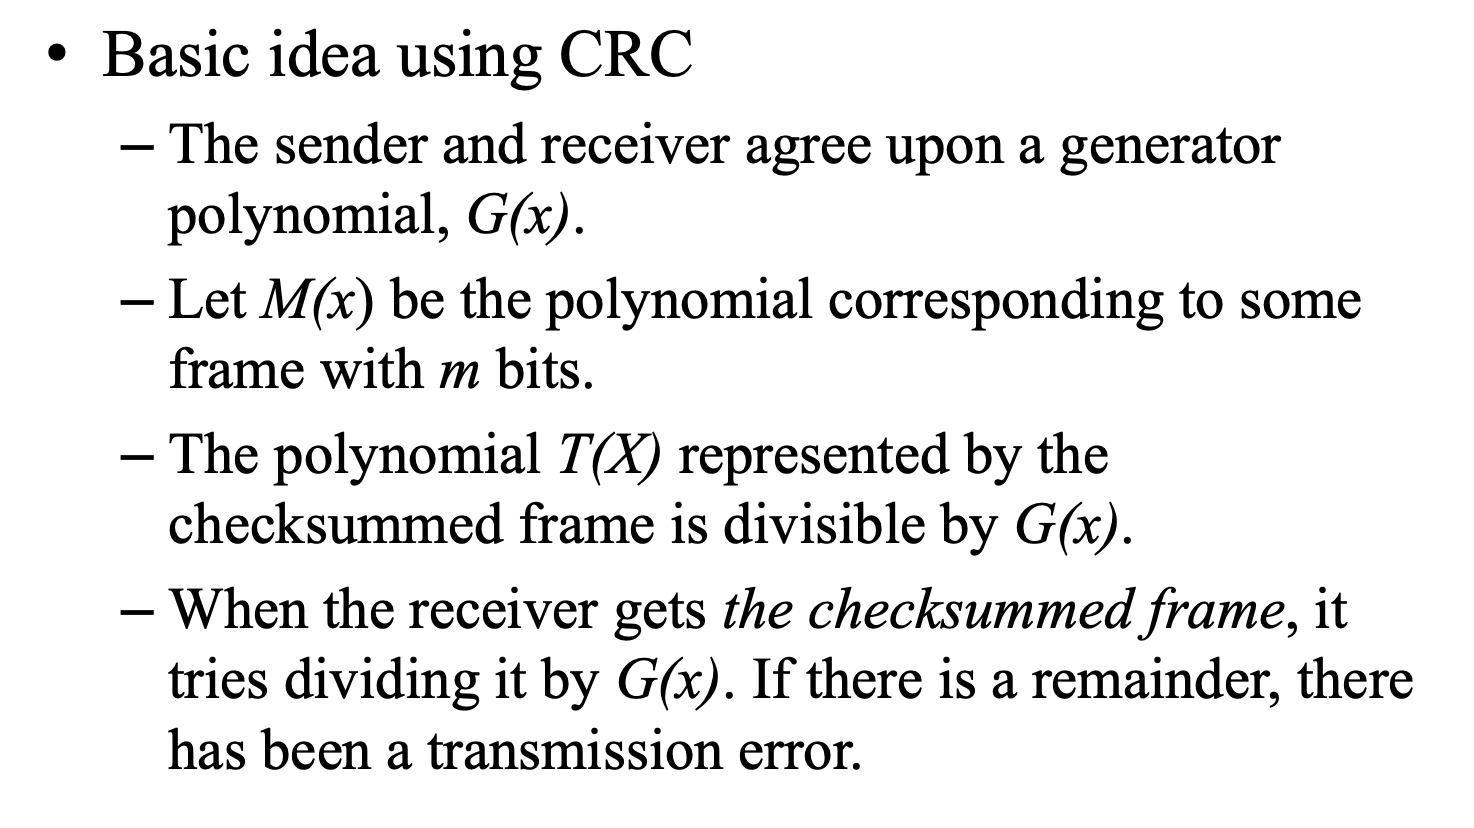 • Basic idea using CRC
– The sender and receiver agree upon a generator
polynomial, G(x).
– Let M(x) be the polynomial corresponding to some
frame with m bits.
– The polynomial T(X) represented by the
checksummed frame is divisible by G(x).
– When the receiver gets the checksummed frame, it
tries dividing it by G(x). If there is a remainder, there
has been a transmission error.